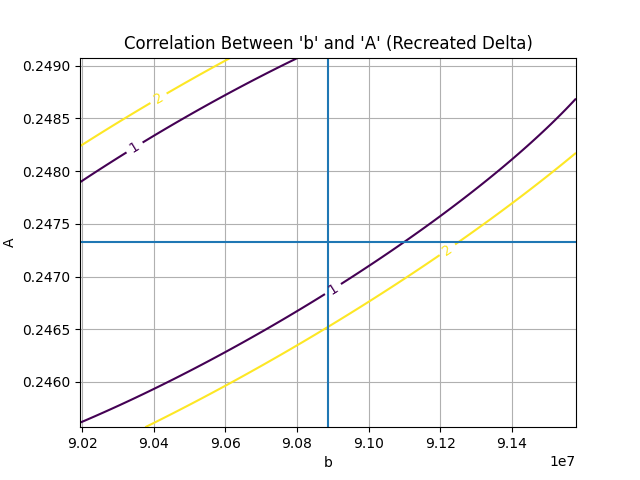 Correlation Between 'b' and 'A' (Recreated Delta)
0.2490
0.2485
0.2480
0.2475
0.2470
0.2465
0.2460
A
2
1
2
1
9.02 9.04 9.06 9.08 9.10 9.12 9.14
b
1e7